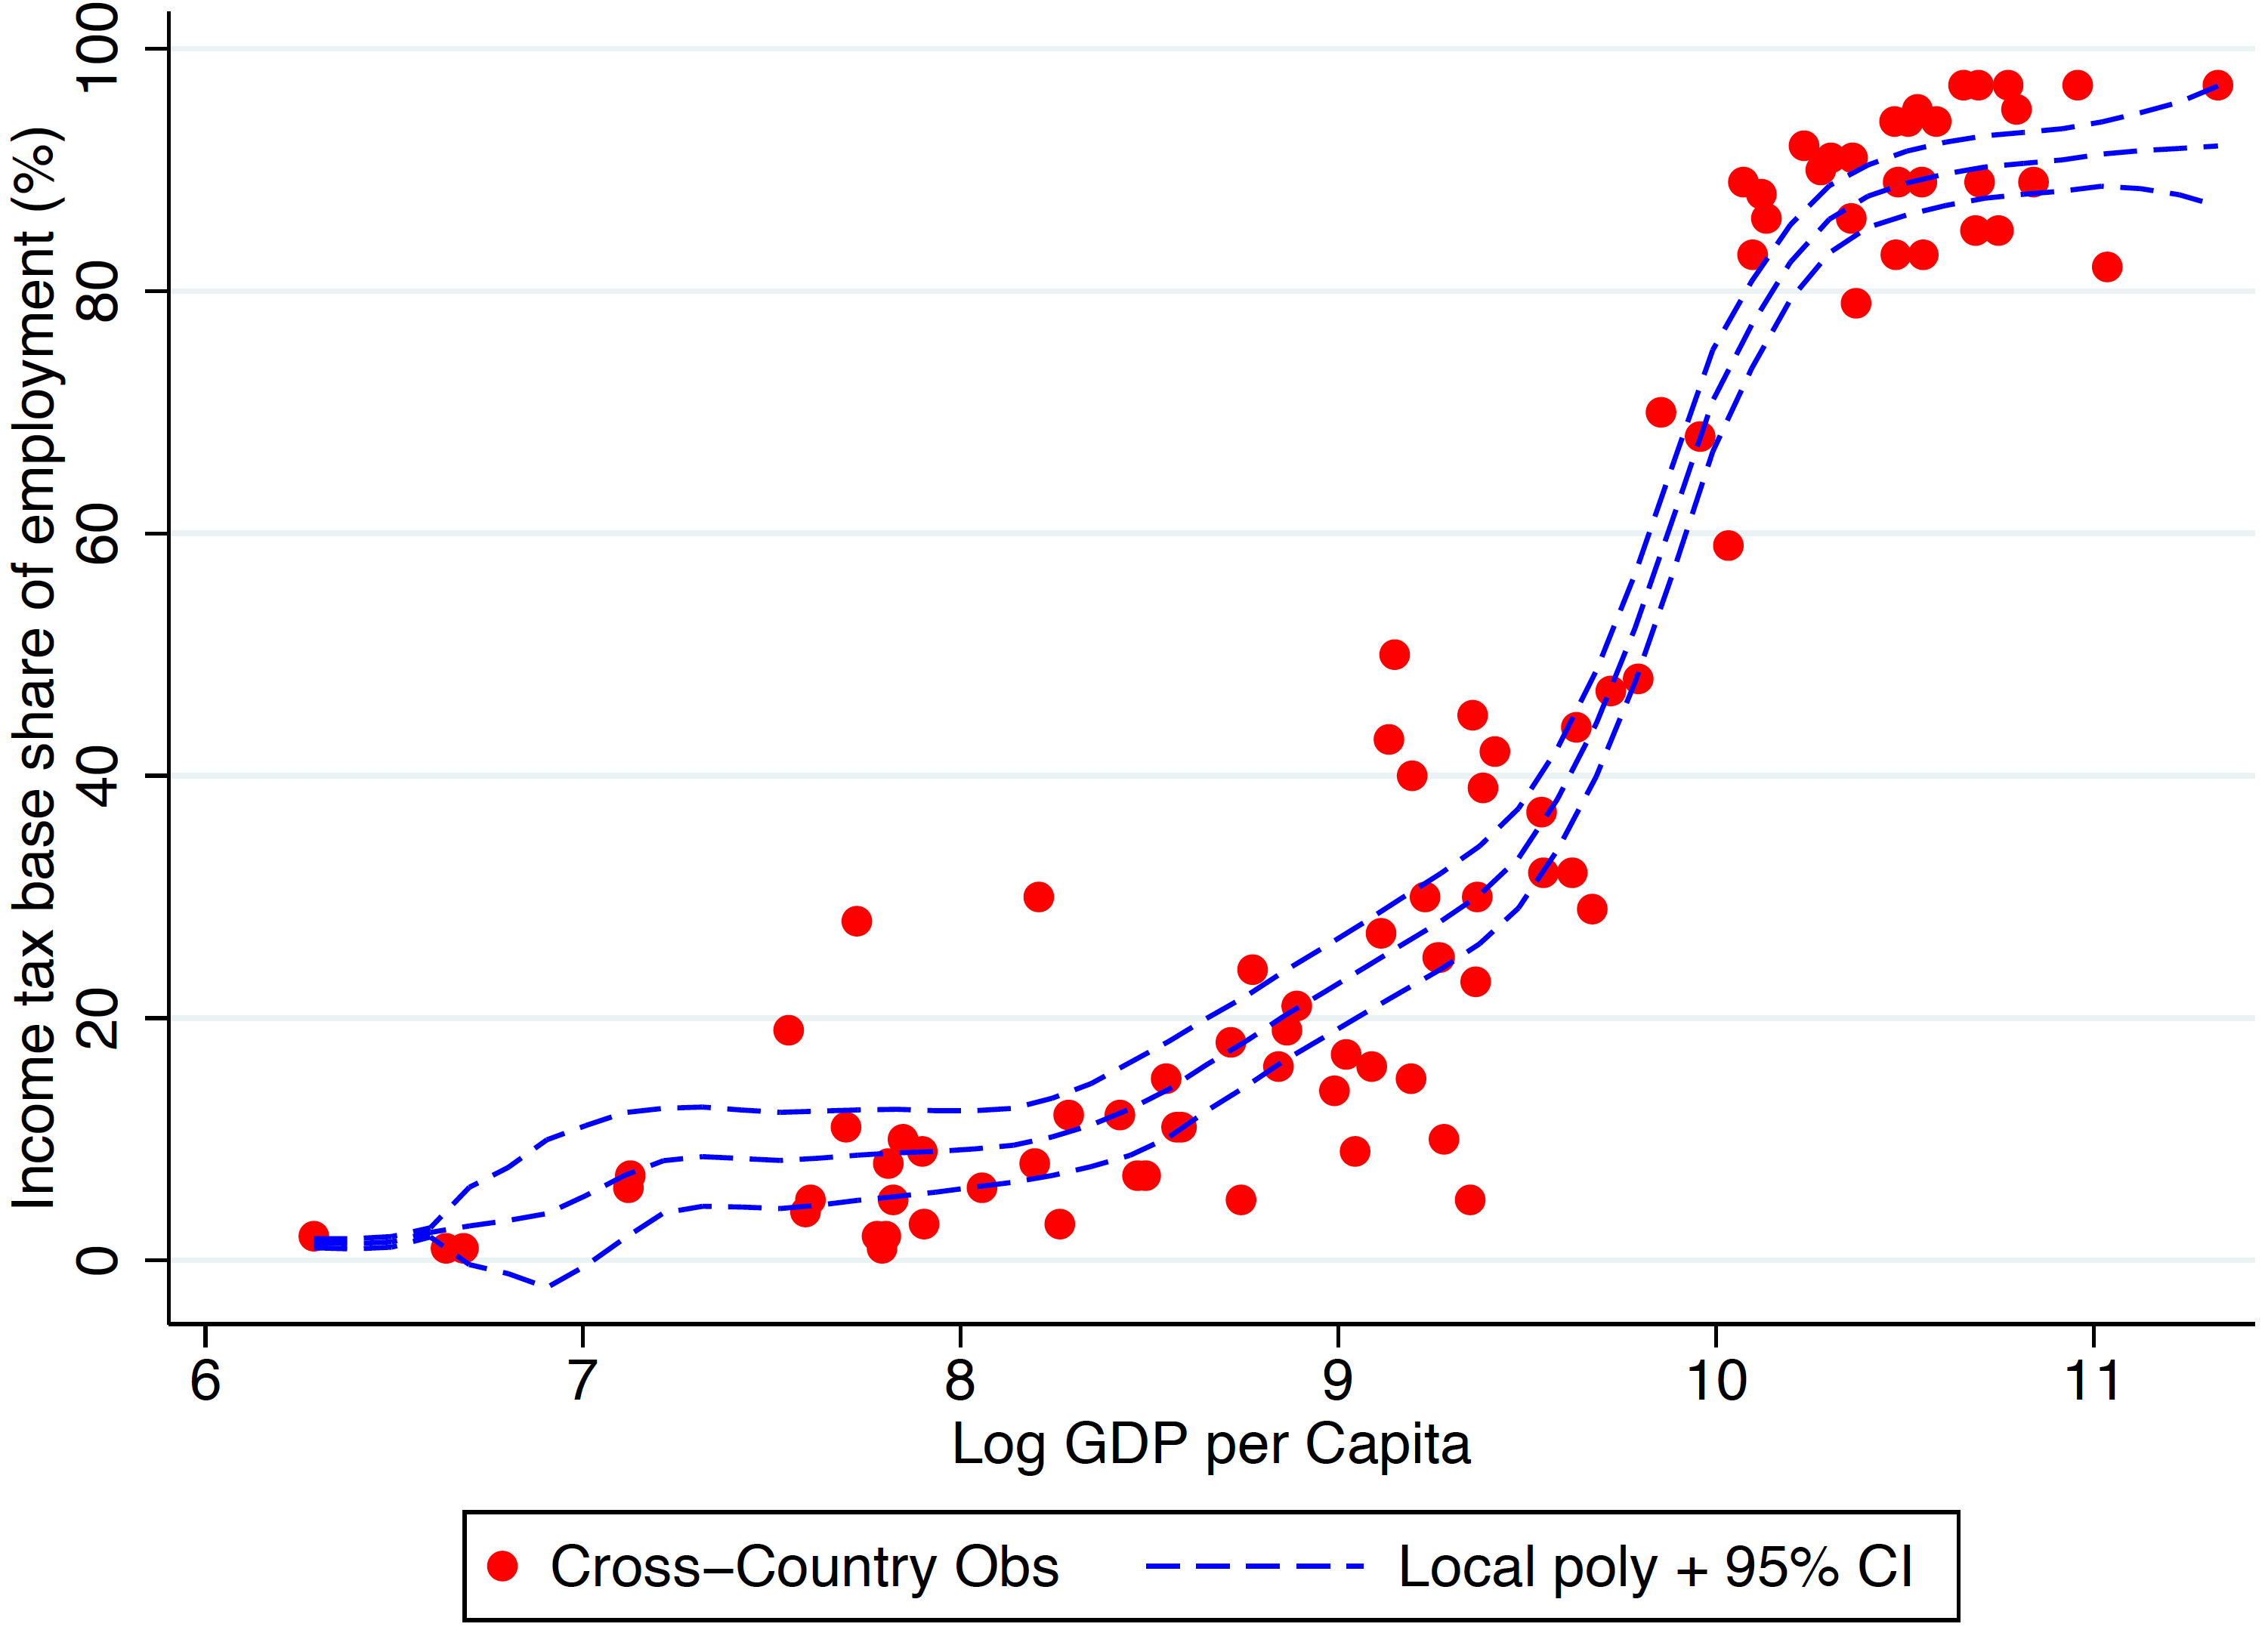 Income tax base share of employment (%)
100
80
60
40
20
0
6 7 8 9 10 11
Log GDP per Capita
Cross−Country Obs Local poly + 95% CI